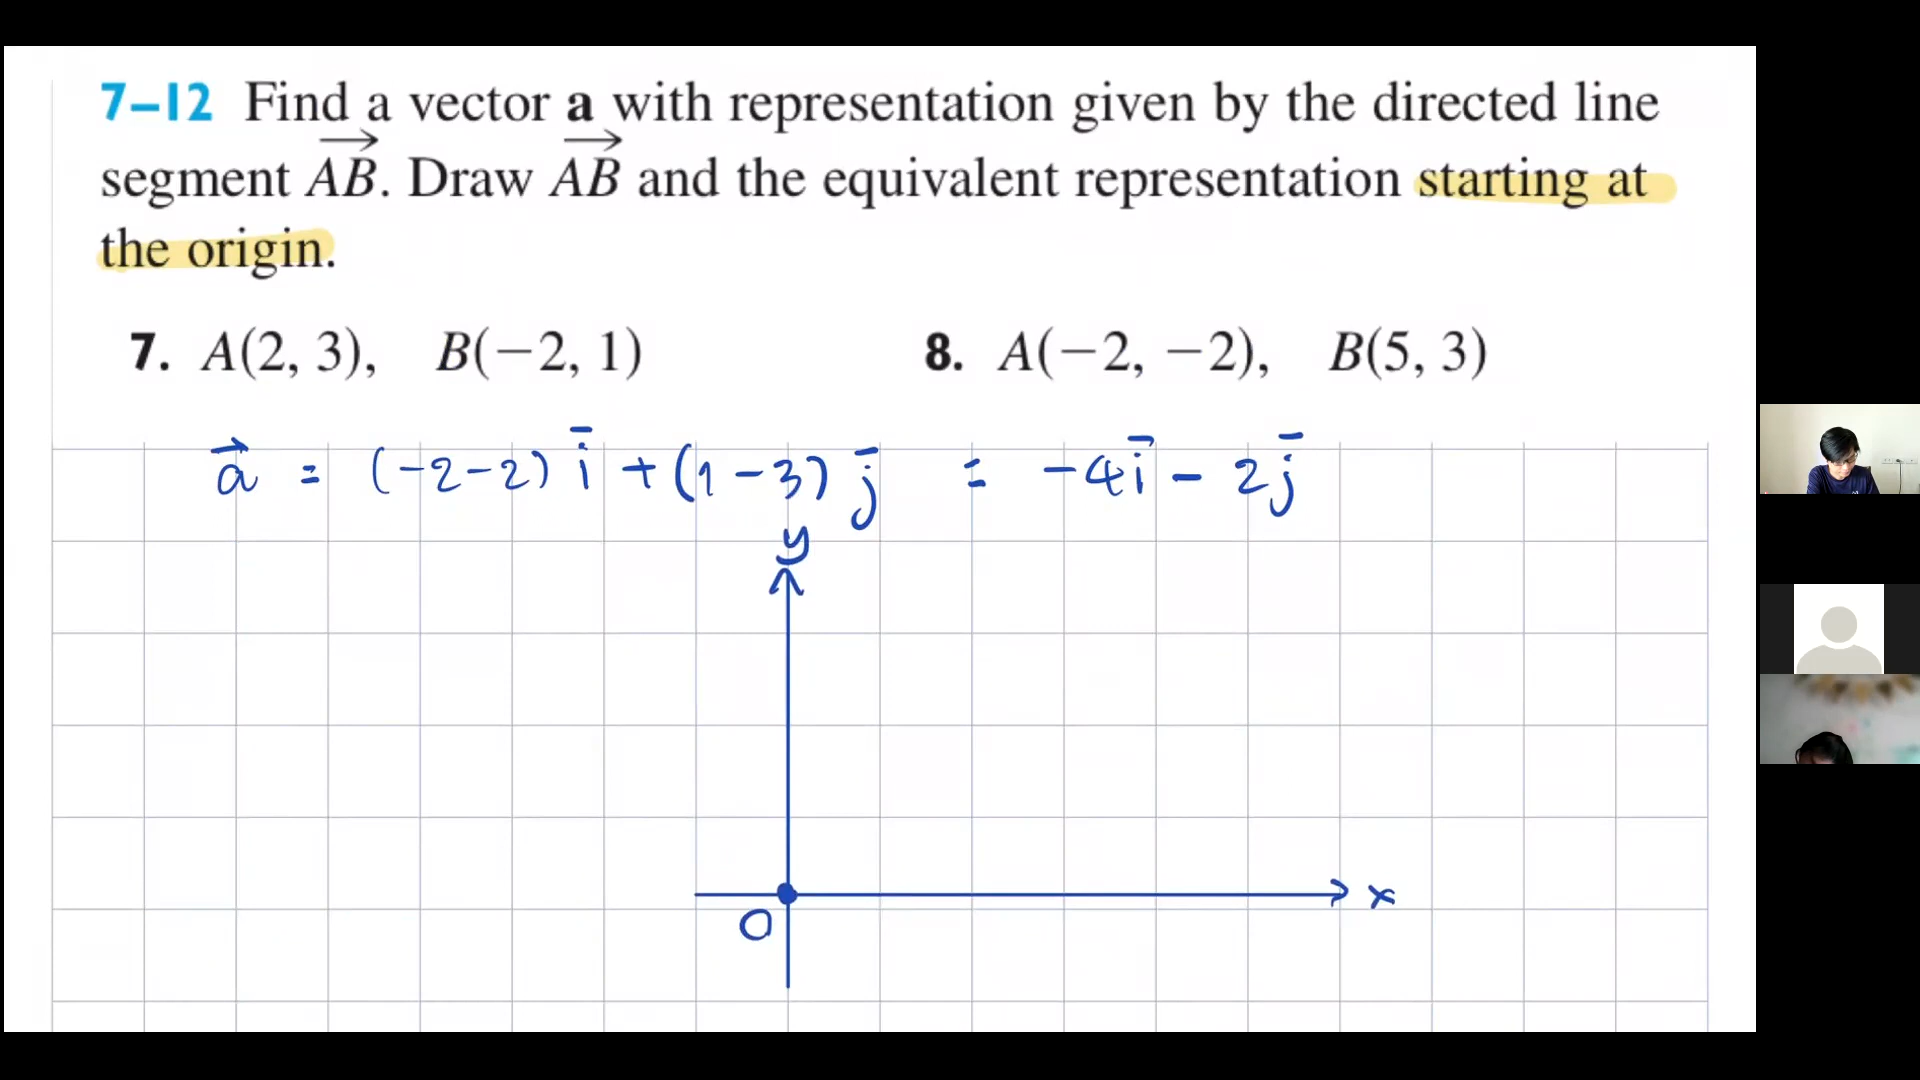 7–12 Find a vector a with representation given by the directed line
segment AB⃗. Draw AB⃗ and the equivalent representation starting at
the origin.
7. A(2, 3), B(−2, 1)
8. A(−2, −2), B(5, 3)
a⃗ = (-2-2) i̅ + (1-3) j̅ = -4i̅ - 2j̅
y
x
O